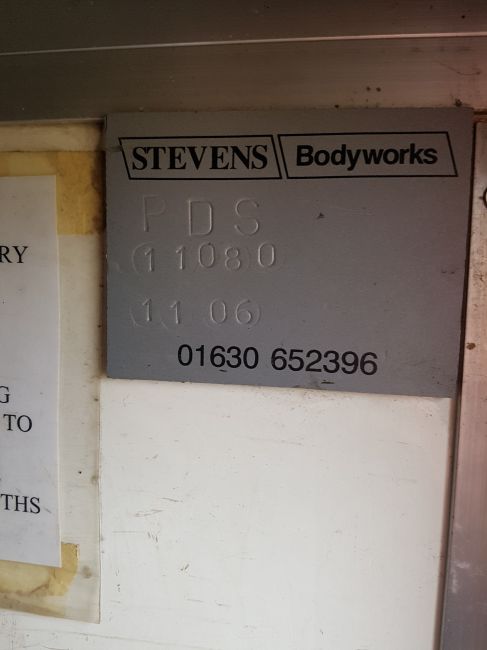 STEVENS Bodyworks
PDS
11080
11 06
01630 652396
RY
G
TO
THS